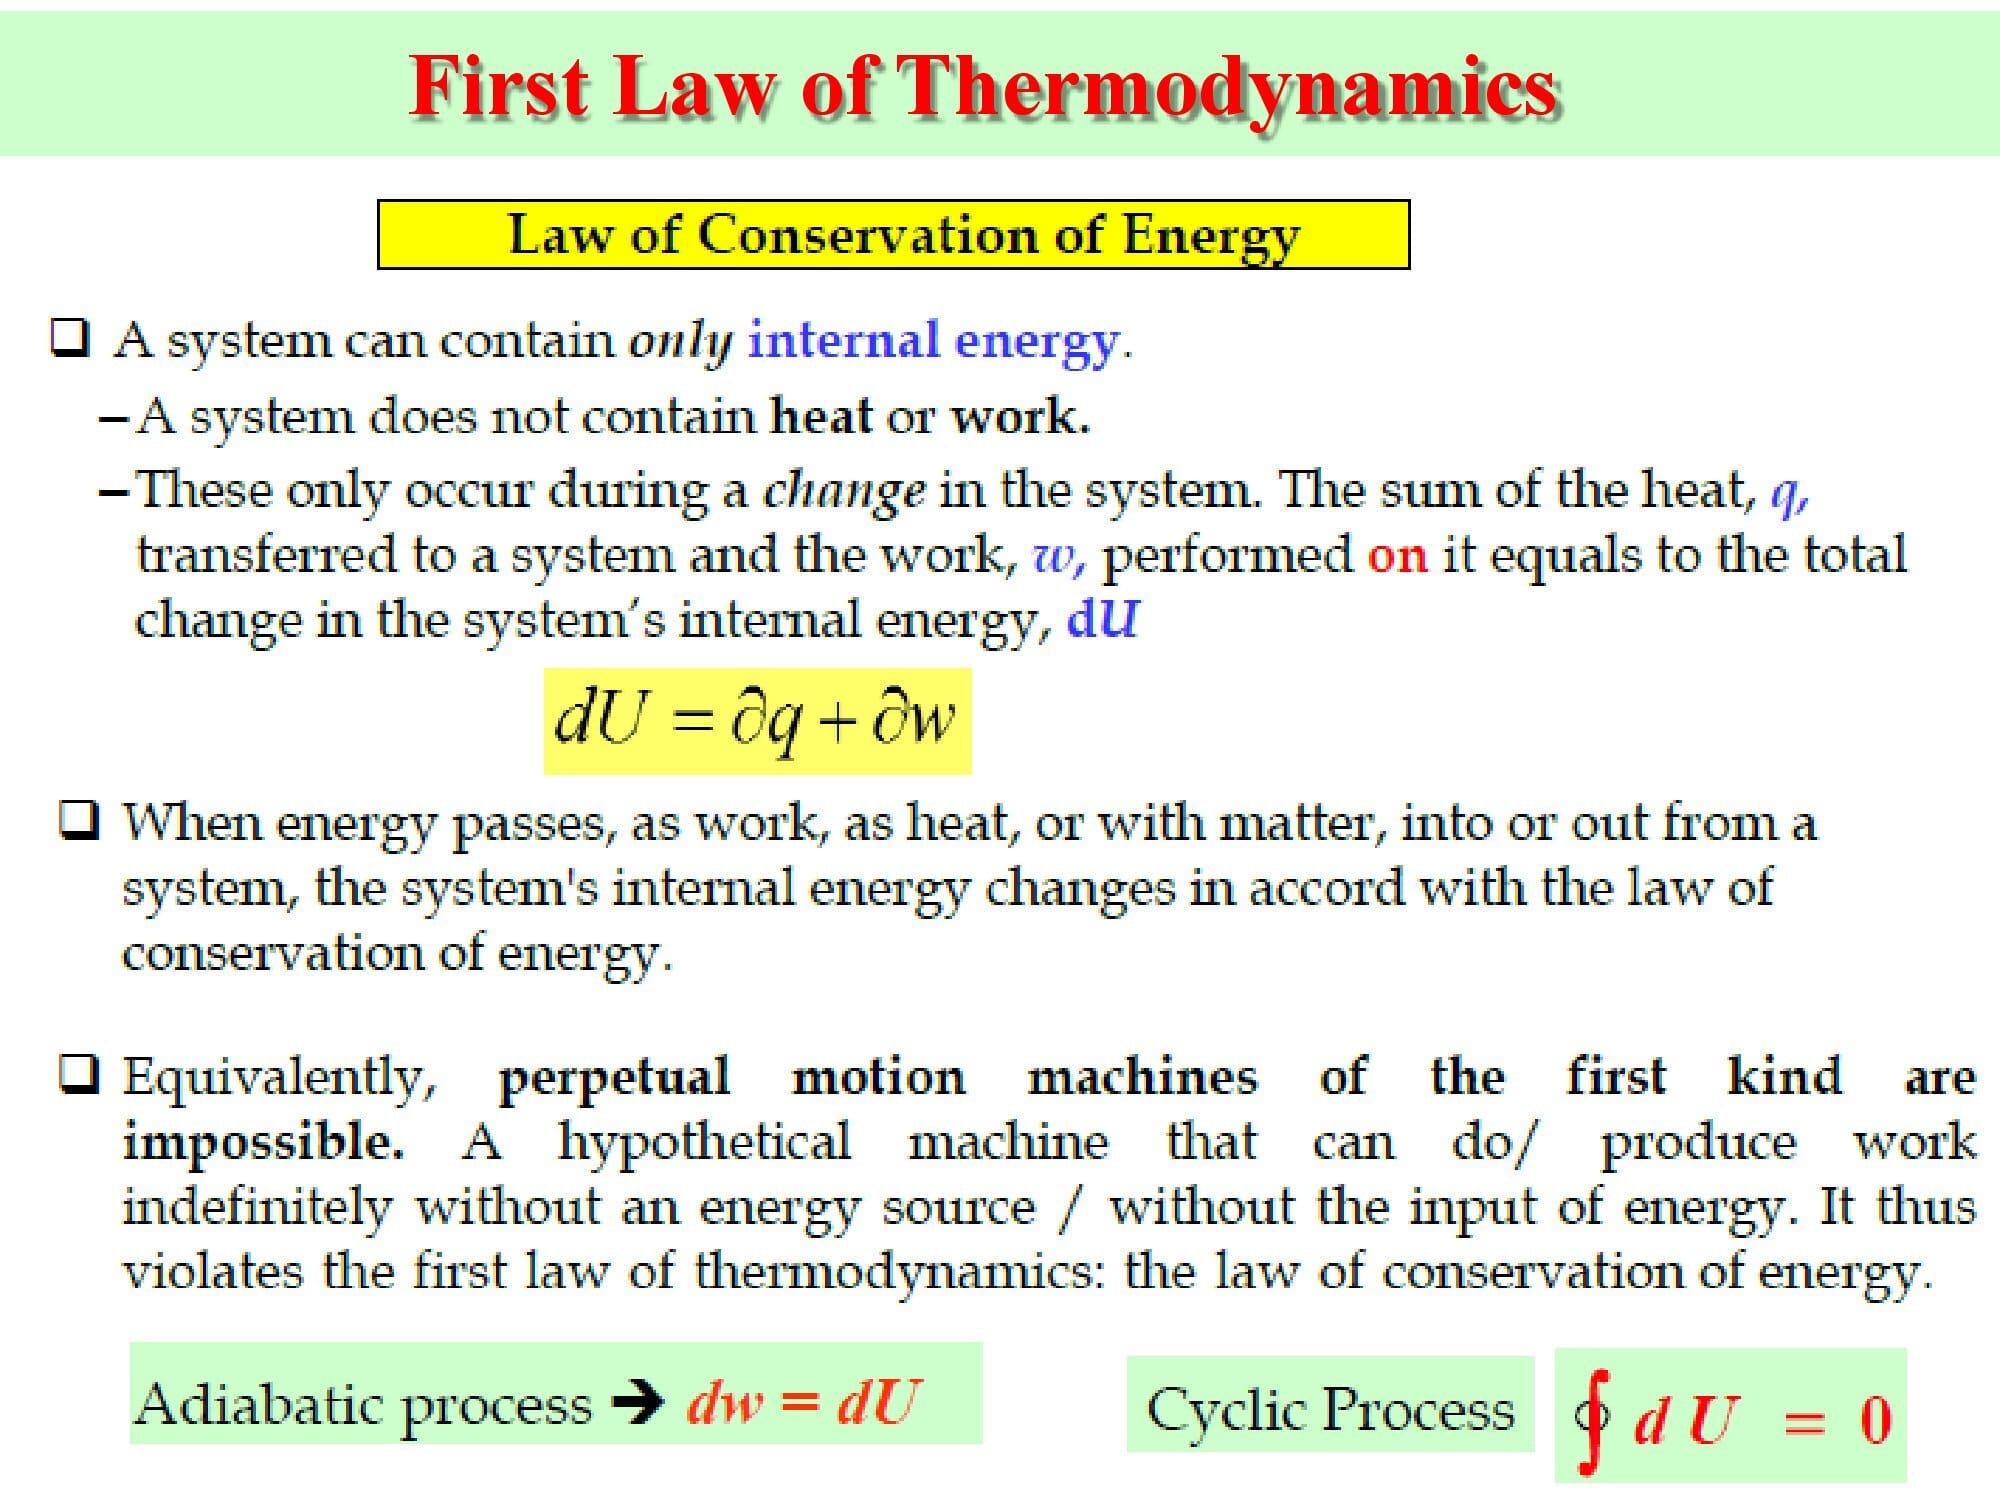 First Law of Thermodynamics
Law of Conservation of Energy
❑ A system can contain only internal energy.
–A system does not contain heat or work.
–These only occur during a change in the system. The sum of the heat, q,
transferred to a system and the work, w, performed on it equals to the total
change in the system's internal energy, dU
dU = ∂q + ∂w
❑ When energy passes, as work, as heat, or with matter, into or out from a
system, the system's internal energy changes in accord with the law of
conservation of energy.
❑ Equivalently, perpetual motion machines of the first kind are
impossible. A hypothetical machine that can do/ produce work
indefinitely without an energy source / without the input of energy. It thus
violates the first law of thermodynamics: the law of conservation of energy.
Adiabatic process ➔ dw = dU
Cyclic Process ∮ d U = 0